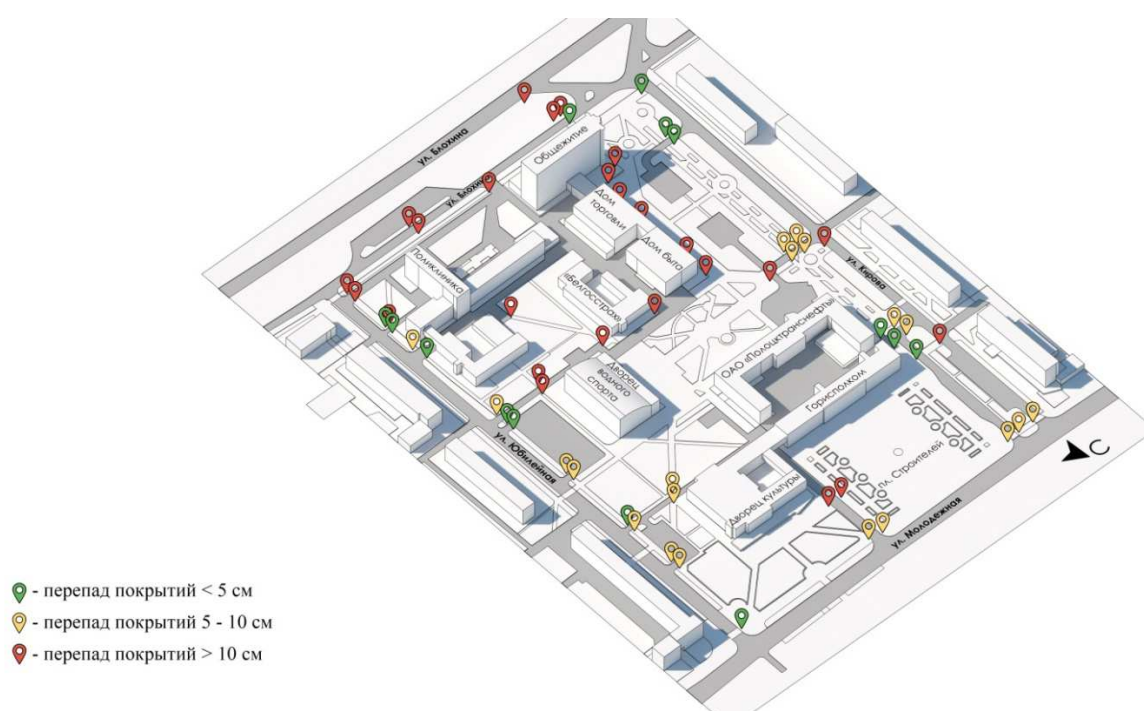 ул. Блохина
ул. Блохина
Общежитие
Дом
торговли
Дом быта
Поликлиника
«Белгосстрах»
ул. Кирова
ОАО «Полоцктранснефть»
Дворец
водного
спорта
Горисполком
пл. Строителей
С
ул. Юбилейная
Дворец культуры
ул. Молодежная
- перепад покрытий < 5 см
- перепад покрытий 5 - 10 см
- перепад покрытий > 10 см